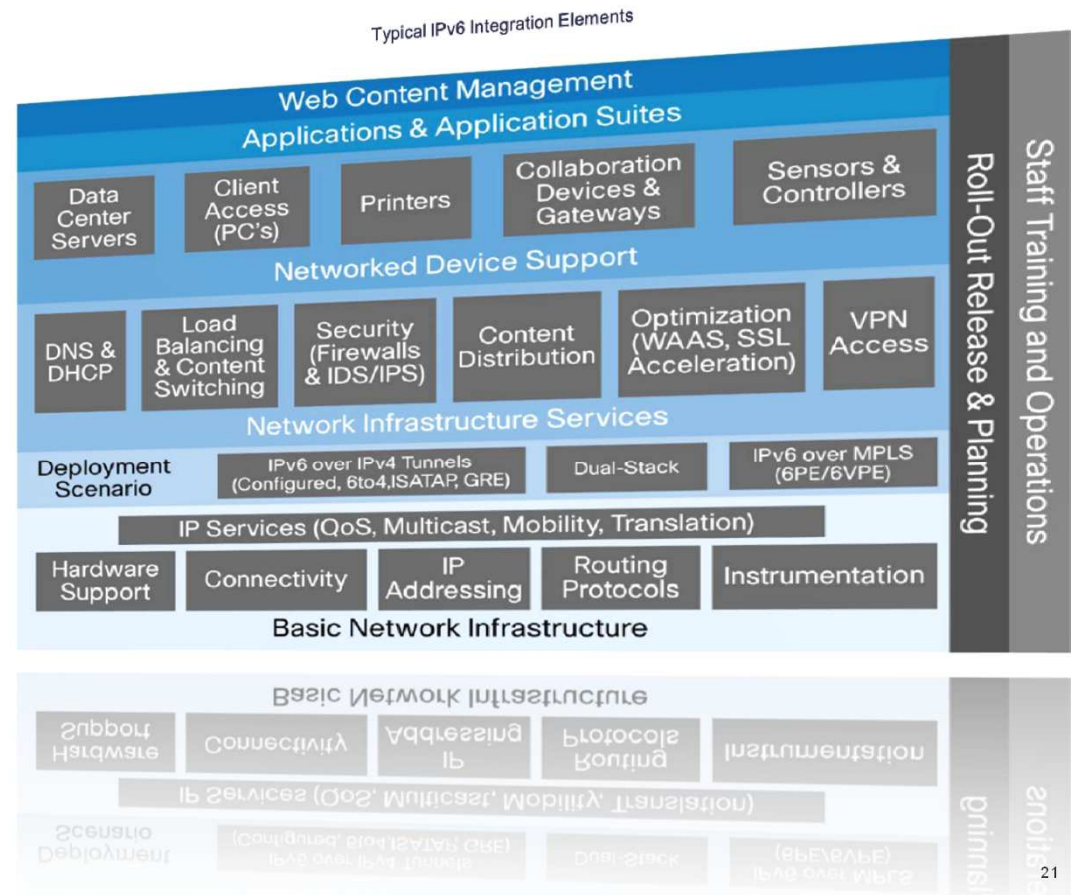 Typical IPv6 Integration Elements
Web Content Management
Applications & Application Suites
Data
Center
Servers
Client
Access
(PC's)
Printers
Collaboration
Devices &
Gateways
Sensors &
Controllers
Networked Device Support
DNS &
DHCP
Load
Balancing
& Content
Switching
Security
(Firewalls
& IDS/IPS)
Content
Distribution
Optimization
(WAAS, SSL
Acceleration)
VPN
Access
Network Infrastructure Services
Deployment
Scenario
IPv6 over IPv4 Tunnels
(Configured, 6to4,ISATAP, GRE)
Dual-Stack
IPv6 over MPLS
(6PE/6VPE)
IP Services (QoS, Multicast, Mobility, Translation)
Hardware
Support
Connectivity
IP
Addressing
Routing
Protocols
Instrumentation
Basic Network Infrastructure
Roll-Out Release & Planning
Staff Training and Operations
21